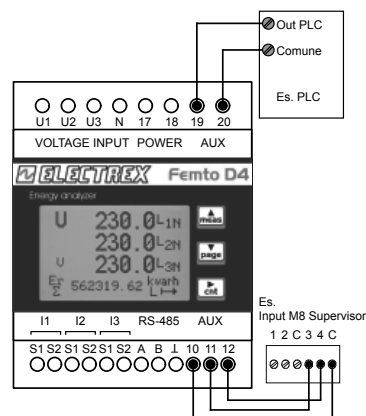 Out PLC
Comune
Es. PLC
U1 U2 U3 N 17 18 19 20
VOLTAGE INPUT POWER AUX
ELECTREX Femto D4
Energy analyzer
U 230.0 L1N
230.0 L2N
U 230.0 L3N
Er Σ 562319.62 kvarh L
meas
page
cnt
I1 I2 I3 RS-485 AUX
S1 S2 S1 S2 S1 S2 A B ⊥ 10 11 12
Es.
Input M8 Supervisor
1 2 C 3 4 C